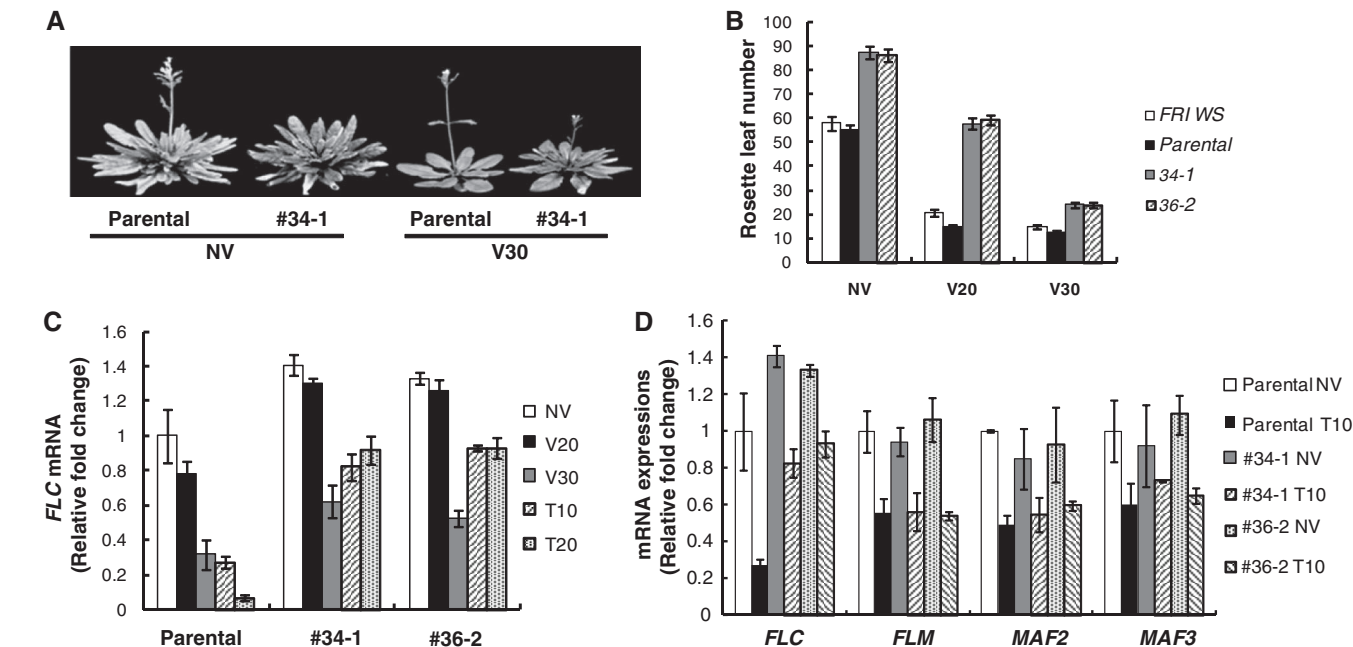 A
Parental #34-1 Parental #34-1
NV V30
B
Rosette leaf number
100
90
80
70
60
50
40
30
20
10
0
NV V20 V30
FRI WS
Parental
34-1
36-2
C
FLC mRNA
(Relative fold change)
1.6
1.4
1.2
1
0.8
0.6
0.4
0.2
0
Parental #34-1 #36-2
NV
V20
V30
T10
T20
D
mRNA expressions
(Relative fold change)
1.6
1.4
1.2
1
0.8
0.6
0.4
0.2
0
FLC FLM MAF2 MAF3
Parental NV
Parental T10
#34-1 NV
#34-1 T10
#36-2 NV
#36-2 T10